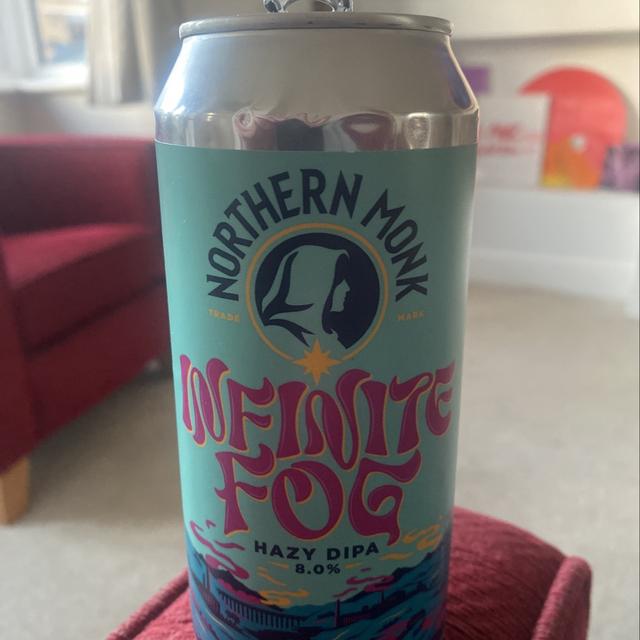 NORTHERN MONK
TRADE MARK
INFINITE
FOG
HAZY DIPA
8.0%